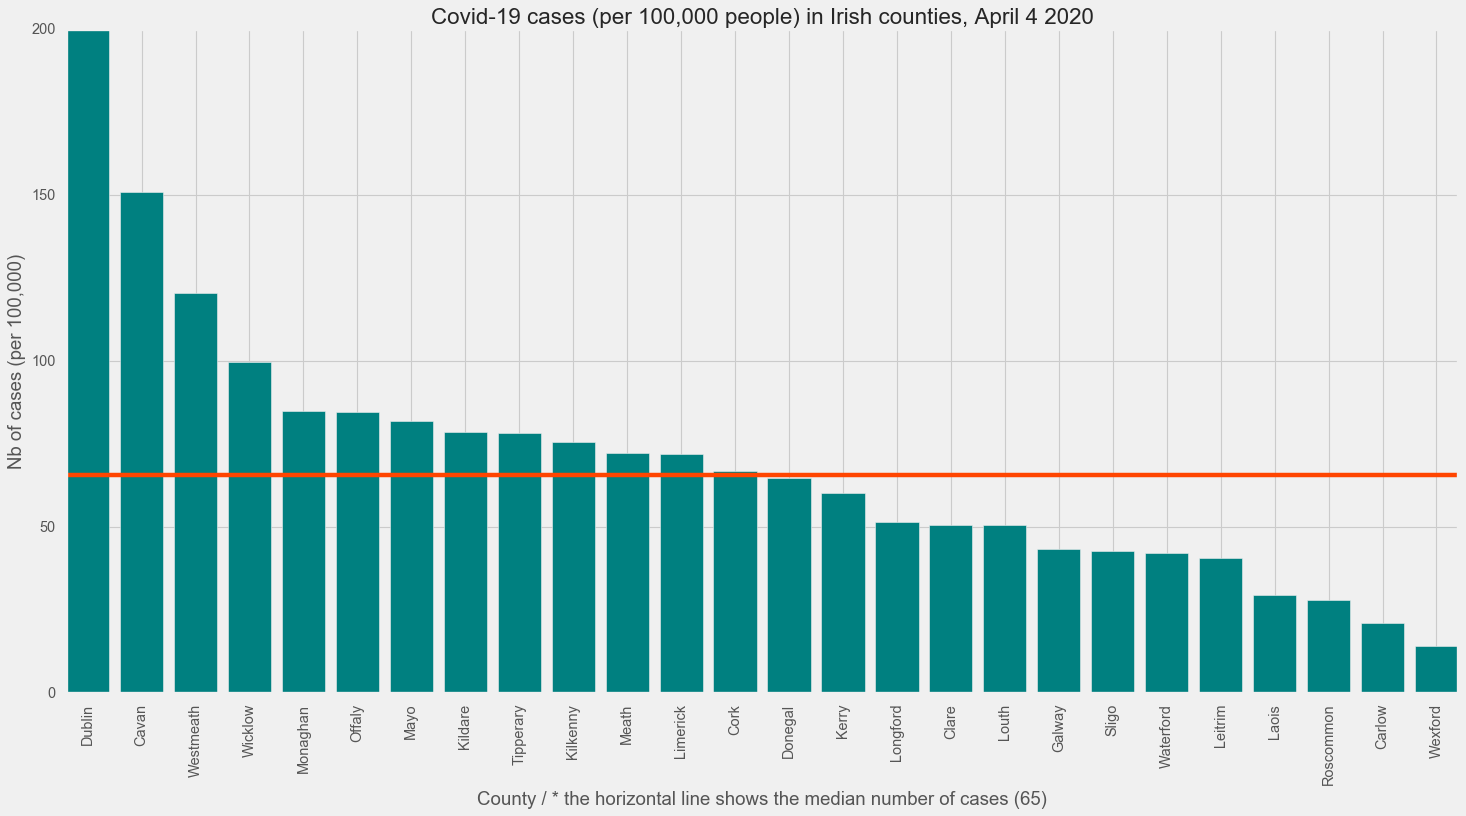 Covid-19 cases (per 100,000 people) in Irish counties, April 4 2020
Nb of cases (per 100,000)
200
150
100
50
0
Dublin
Cavan
Westmeath
Wicklow
Monaghan
Offaly
Mayo
Kildare
Tipperary
Kilkenny
Meath
Limerick
Cork
Donegal
Kerry
Longford
Clare
Louth
Galway
Sligo
Waterford
Leitrim
Laois
Roscommon
Carlow
Wexford
County / * the horizontal line shows the median number of cases (65)